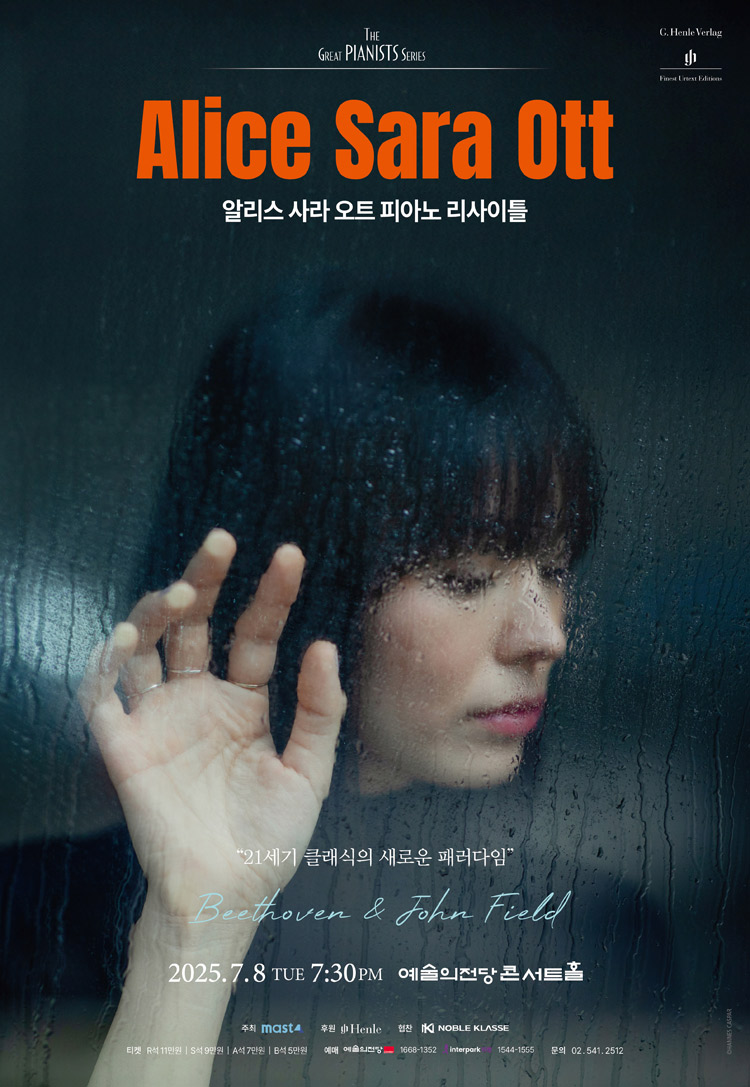 THE
GREAT PIANISTS SERIES
G. Henle Verlag
Finest Urtext Editions
Alice Sara Ott
알리스 사라 오트 피아노 리사이틀
“21세기 클래식의 새로운 패러다임”
Beethoven & John Field
2025. 7. 8 TUE 7:30 PM 예술의전당 콘서트홀
주최 mast 후원 Henle 협찬 NOBLE KLASSE
티켓 R석 11만원 | S석 9만원 | A석 7만원 | B석 5만원 예매 예술의전당 1668-1352 interpark 1544-1555 문의 02. 541. 2512